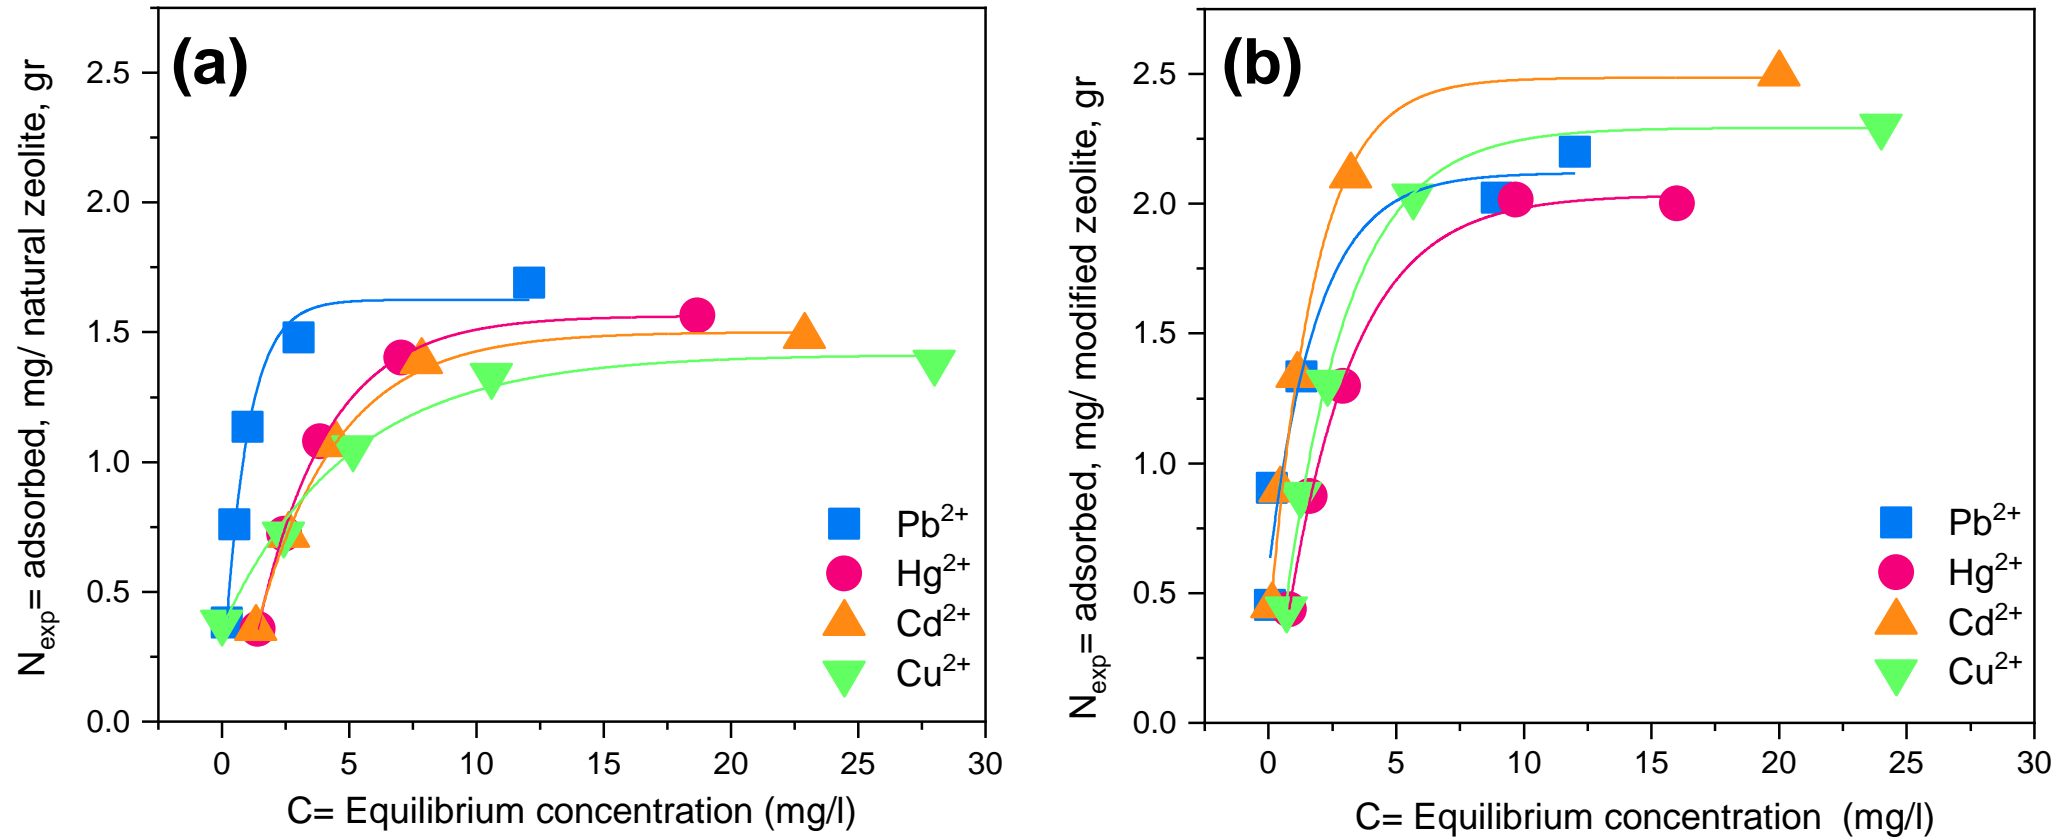 (a)
N_exp= adsorbed, mg/ natural zeolite, gr
2.5
2.0
1.5
1.0
0.5
0.0
Pb²⁺
Hg²⁺
Cd²⁺
Cu²⁺
0 5 10 15 20 25 30
C= Equilibrium concentration (mg/l)
(b)
N_exp= adsorbed, mg/ modified zeolite, gr
2.5
2.0
1.5
1.0
0.5
0.0
Pb²⁺
Hg²⁺
Cd²⁺
Cu²⁺
0 5 10 15 20 25 30
C= Equilibrium concentration (mg/l)